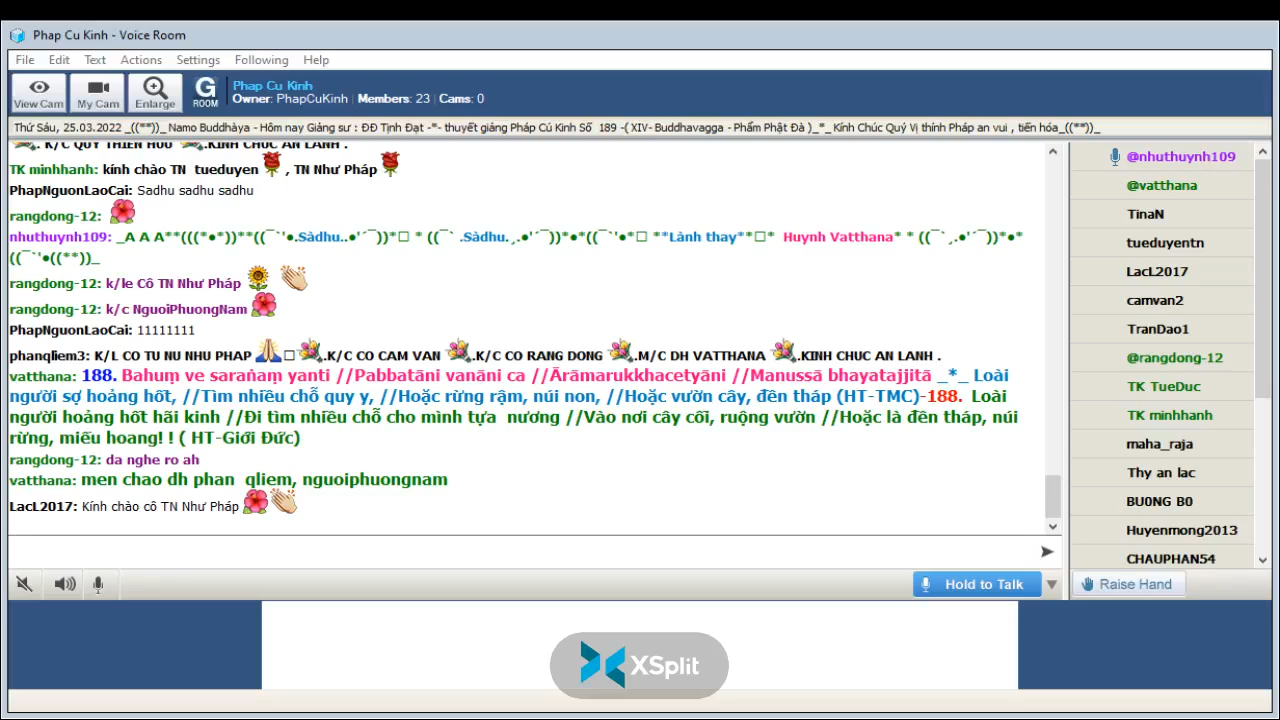 Phap Cu Kinh - Voice Room
File Edit Text Actions Settings Following Help
View Cam My Cam Enlarge G ROOM
Phap Cu Kinh
Owner: PhapCuKinh | Members: 23 | Cams: 0
Thứ Sáu, 25.03.2022 _((**))_ Namo Buddhàya - Hôm nay Giảng sư : ĐĐ Tịnh Đạt -*- thuyết giảng Pháp Cú Kinh Số 189 -( XIV- Buddhavagga - Phẩm Phật Đà )_*_ Kính Chúc Quý Vị thính Pháp an vui , tiến hóa_((**))_
. K/C QUY THIEN HUU .KINH CHUC AN LANH .
TK minhhanh: kính chào TN tueduyen , TN Như Pháp
PhapNguonLaoCai: Sadhu sadhu sadhu
rangdong-12:
nhuthuynh109: _A A A**(((*●*))**((¯`'●.Sàdhu..●'´¯))*□ * ((¯` .Sàdhu.¸.●'´¯))*●*((¯`'●*□ **Lành thay**□* Huynh Vatthana* * ((¯`¸.●'´¯))*●*
((¯`'●((**))_
rangdong-12: k/le Cô TN Như Pháp
rangdong-12: k/c NguoiPhuongNam
PhapNguonLaoCai: 11111111
phanqliem3: K/L CO TU NU NHU PHAP □ .K/C CO CAM VAN .K/C CO RANG DONG .M/C DH VATTHANA .KINH CHUC AN LANH .
vatthana: 188. Bahuṃ ve saraṇaṃ yanti //Pabbatāni vanāni ca //Ārāmarukkhacetyāni //Manussā bhayatajjitā _*_ Loài
người sợ hoảng hốt, //Tìm nhiều chỗ quy y, //Hoặc rừng rậm, núi non, //Hoặc vườn cây, đền tháp (HT-TMC)-188. Loài
người hoảng hốt hãi kinh //Đi tìm nhiều chỗ cho mình tựa nương //Vào nơi cây cối, ruộng vườn //Hoặc là đền tháp, núi
rừng, miếu hoang! ! ( HT-Giới Đức)
rangdong-12: da nghe ro ah
vatthana: men chao dh phan qliem, nguoiphuongnam
LacL2017: Kính chào cô TN Như Pháp
@nhuthuynh109
@vatthana
TinaN
tueduyentn
LacL2017
camvan2
TranDao1
@rangdong-12
TK TueDuc
TK minhhanh
maha_raja
Thy an lac
BU0NG B0
Huyenmong2013
CHAUPHAN54
Hold to Talk
Raise Hand
XSplit